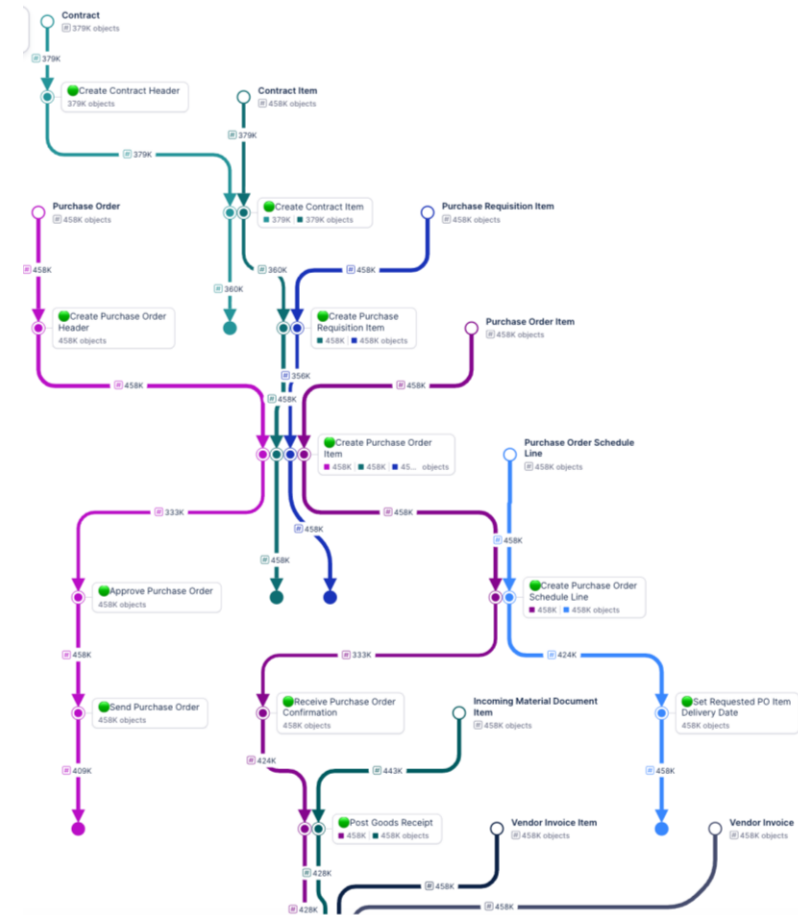 Contract
379K objects
379K
Create Contract Header
379K objects
Contract Item
458K objects
379K
379K
Purchase Order
458K objects
Create Contract Item
379K 379K objects
Purchase Requisition Item
458K objects
458K
360K
458K
360K
Create Purchase Order
Header
458K objects
Create Purchase
Requisition Item
458K 458K objects
Purchase Order Item
458K objects
356K
458K
458K
458K
Create Purchase Order
Item
458K 458K 45... objects
Purchase Order Schedule
Line
458K objects
333K
458K
458K
458K
458K
Approve Purchase Order
458K objects
Create Purchase Order
Schedule Line
458K 458K objects
458K
333K
424K
Send Purchase Order
458K objects
Receive Purchase Order
Confirmation
458K objects
Incoming Material Document
Item
458K objects
Set Requested PO Item
Delivery Date
458K objects
409K
424K
443K
458K
Post Goods Receipt
458K 458K objects
Vendor Invoice Item
458K objects
Vendor Invoice
458K objects
428K
458K
428K
458K